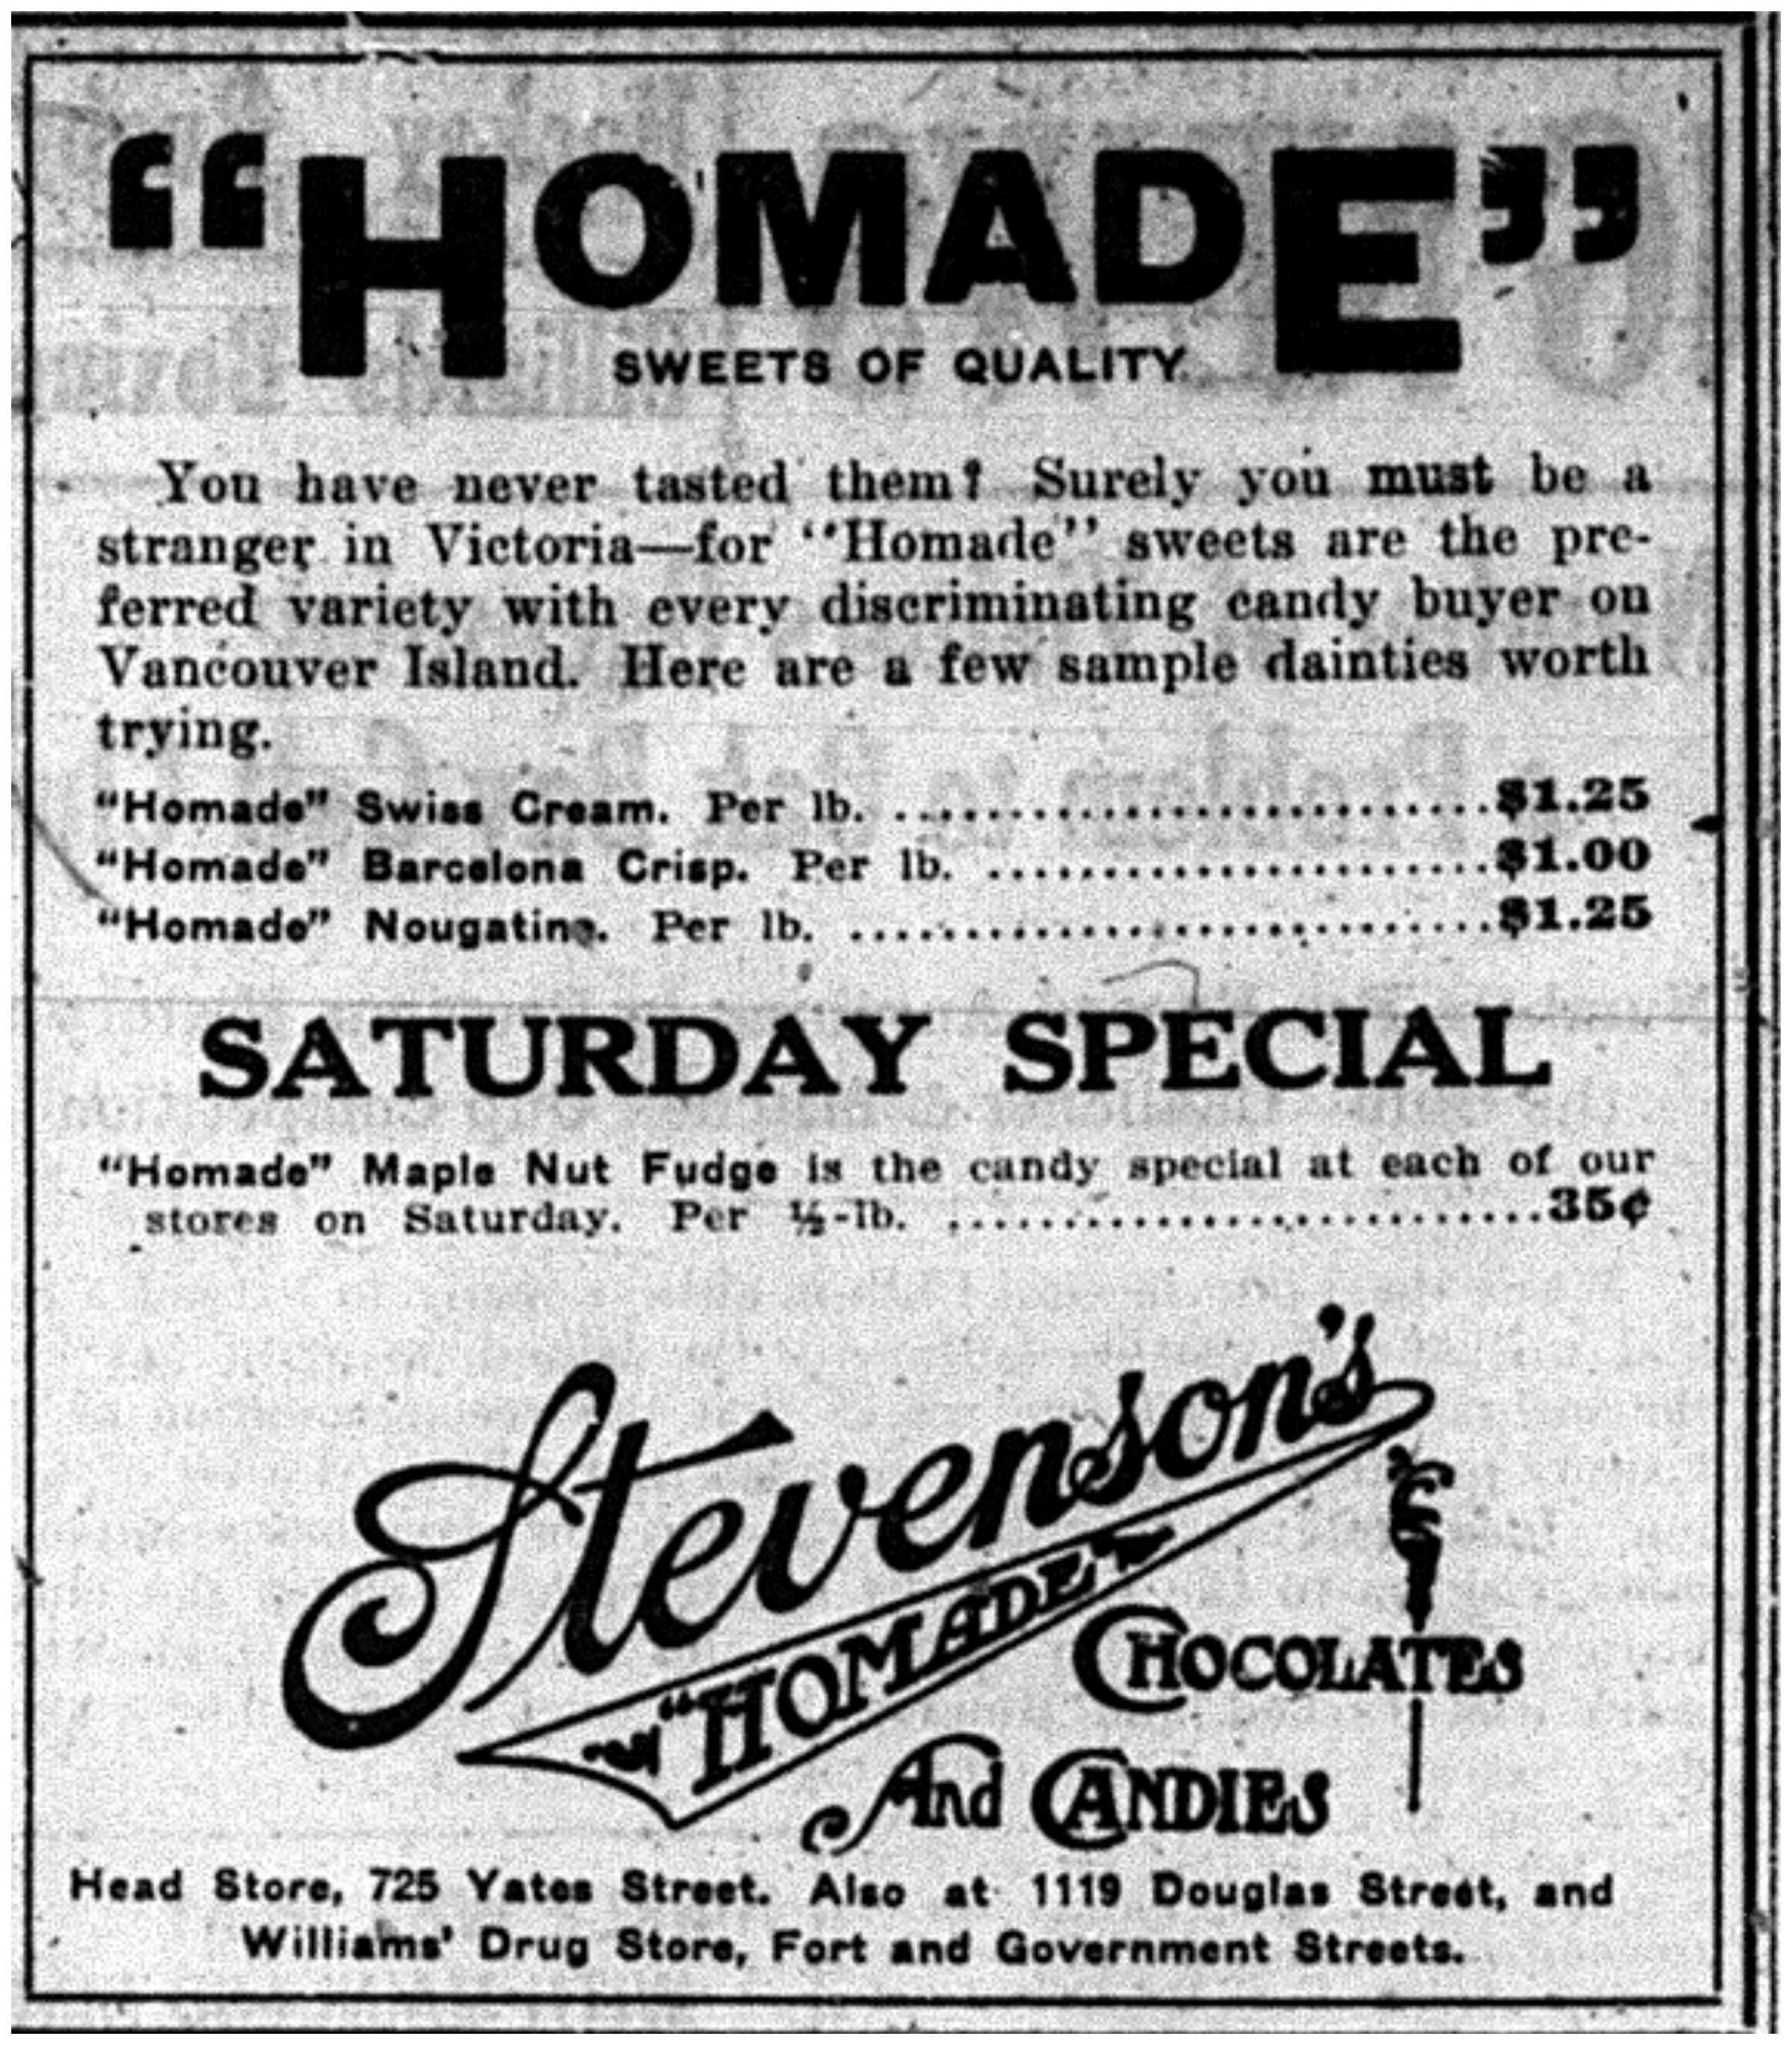 “HOMADE”
SWEETS OF QUALITY
You have never tasted them? Surely you must be a
stranger in Victoria—for “Homade” sweets are the pre-
ferred variety with every discriminating candy buyer on
Vancouver Island. Here are a few sample dainties worth
trying.
“Homade” Swiss Cream. Per lb. ..............................$1.25
“Homade” Barcelona Crisp. Per lb. .........................$1.00
“Homade” Nougatine. Per lb. ................................$1.25
SATURDAY SPECIAL
“Homade” Maple Nut Fudge is the candy special at each of our
stores on Saturday. Per ½-lb. ..............................35¢
Stevenson's
“HOMADE”
CHOCOLATES
And CANDIES
Head Store, 725 Yates Street. Also at 1119 Douglas Street, and
Williams' Drug Store, Fort and Government Streets.